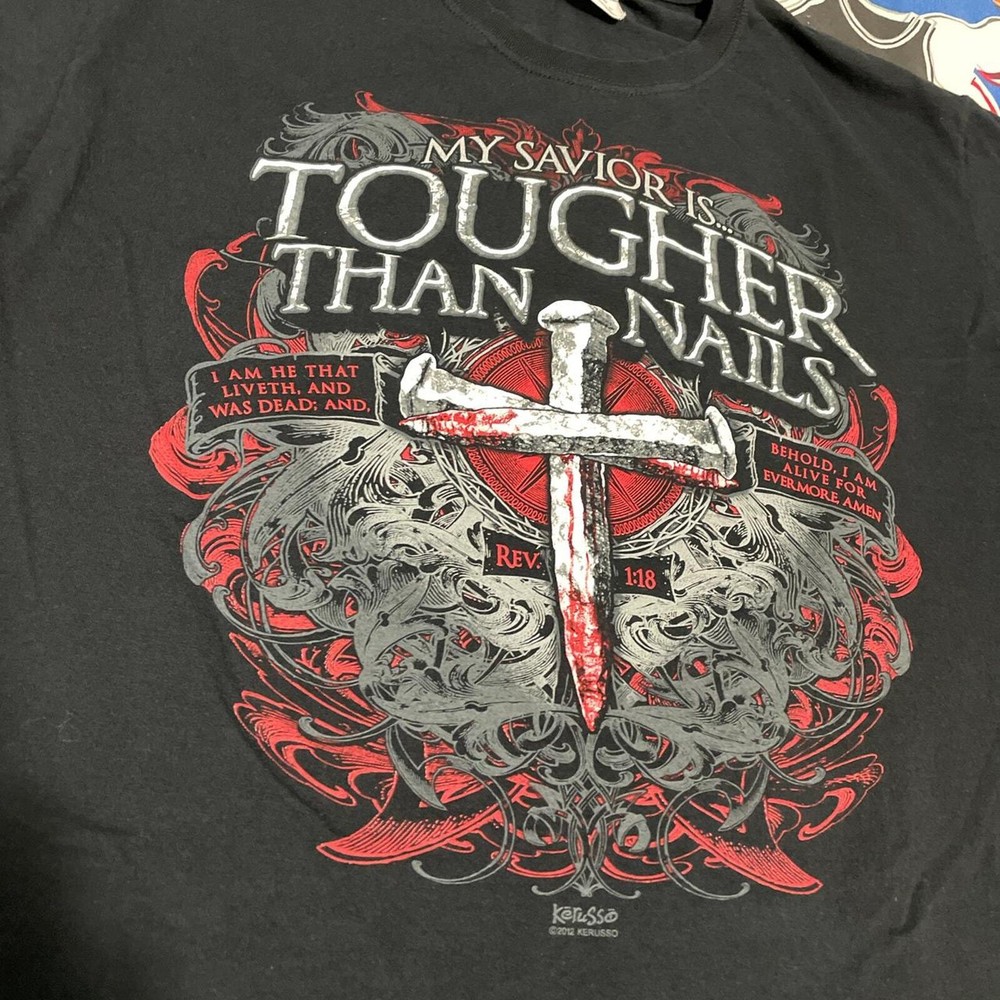 MY SAVIOR IS...
TOUGHER
THAN NAILS
I AM HE THAT
LIVETH, AND
WAS DEAD; AND,
BEHOLD, I AM
ALIVE FOR
EVERMORE, AMEN
REV. 1:18
Kerusso
©2012 KERUSSO